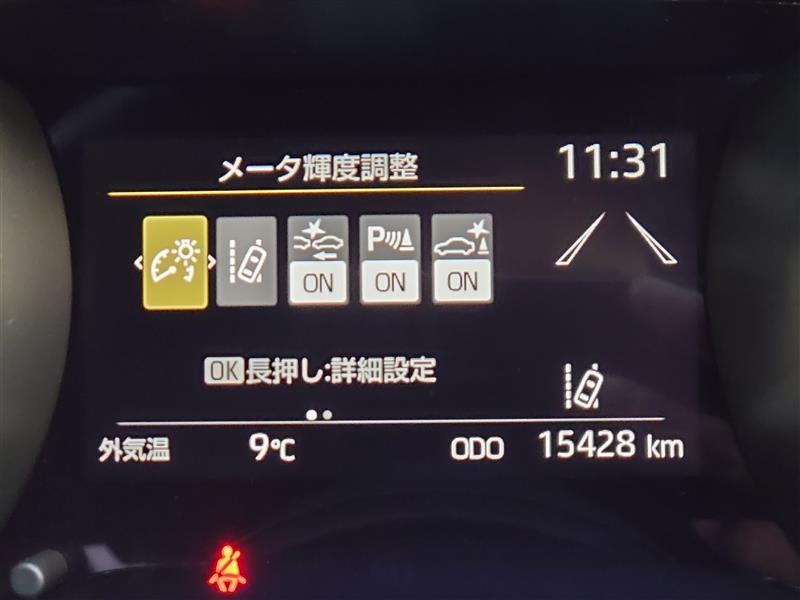 メータ輝度調整 11:31
P
ON ON ON
OK長押し:詳細設定
外気温 9℃ ODO 15428 km